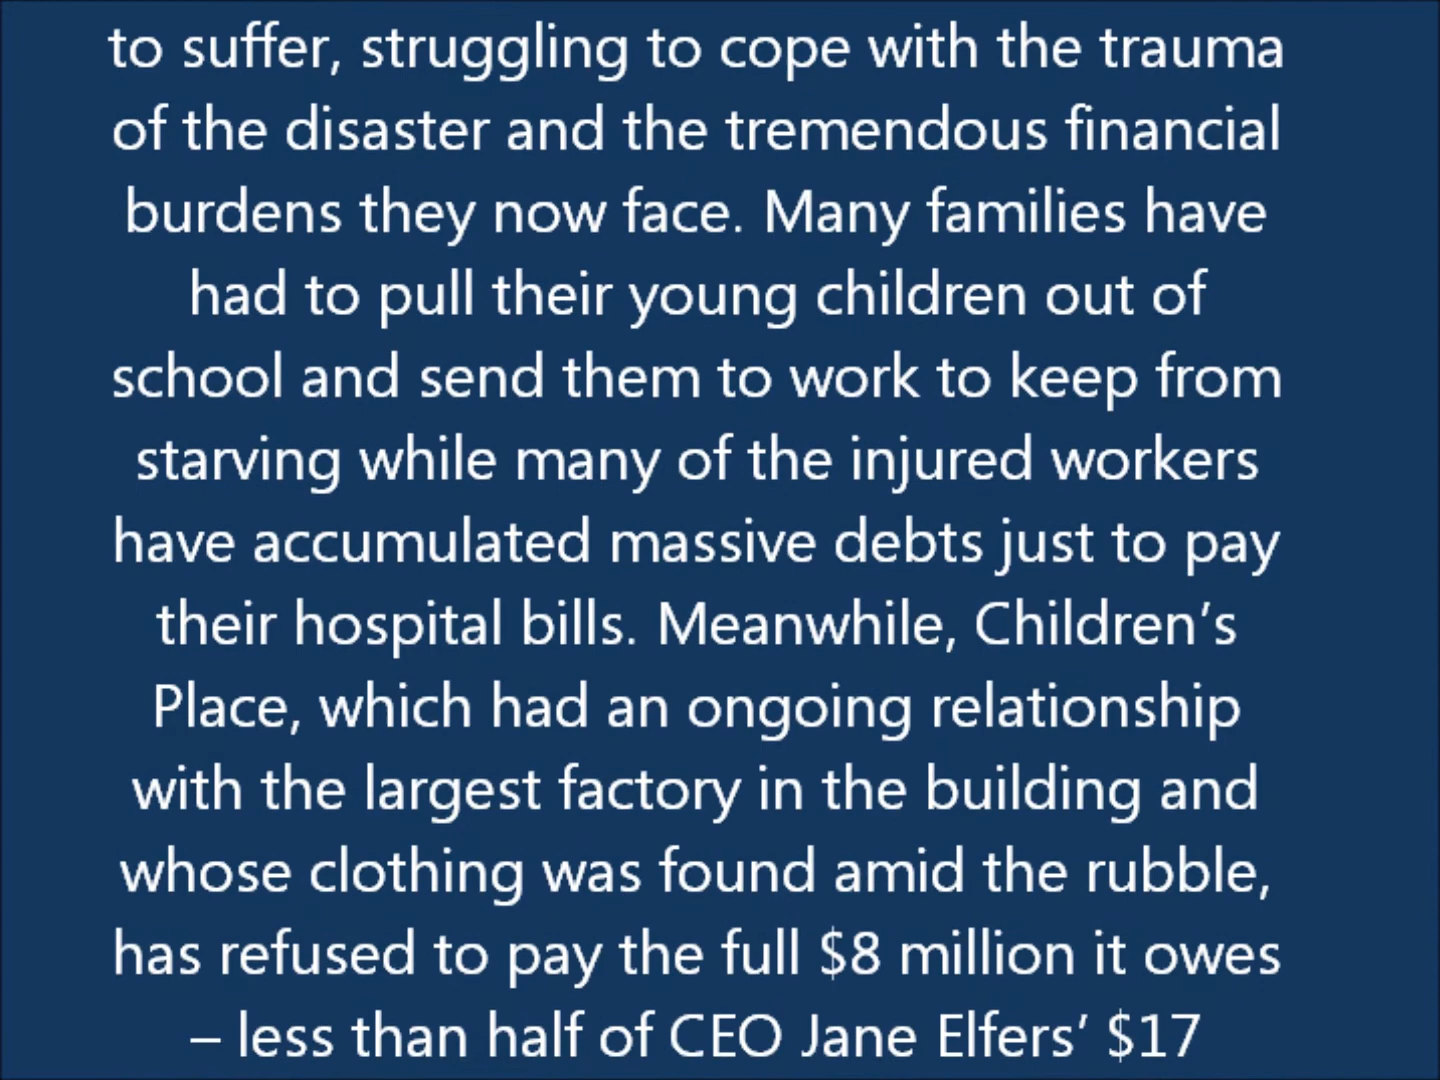 to suffer, struggling to cope with the trauma
of the disaster and the tremendous financial
burdens they now face. Many families have
had to pull their young children out of
school and send them to work to keep from
starving while many of the injured workers
have accumulated massive debts just to pay
their hospital bills. Meanwhile, Children’s
Place, which had an ongoing relationship
with the largest factory in the building and
whose clothing was found amid the rubble,
has refused to pay the full $8 million it owes
– less than half of CEO Jane Elfers’ $17